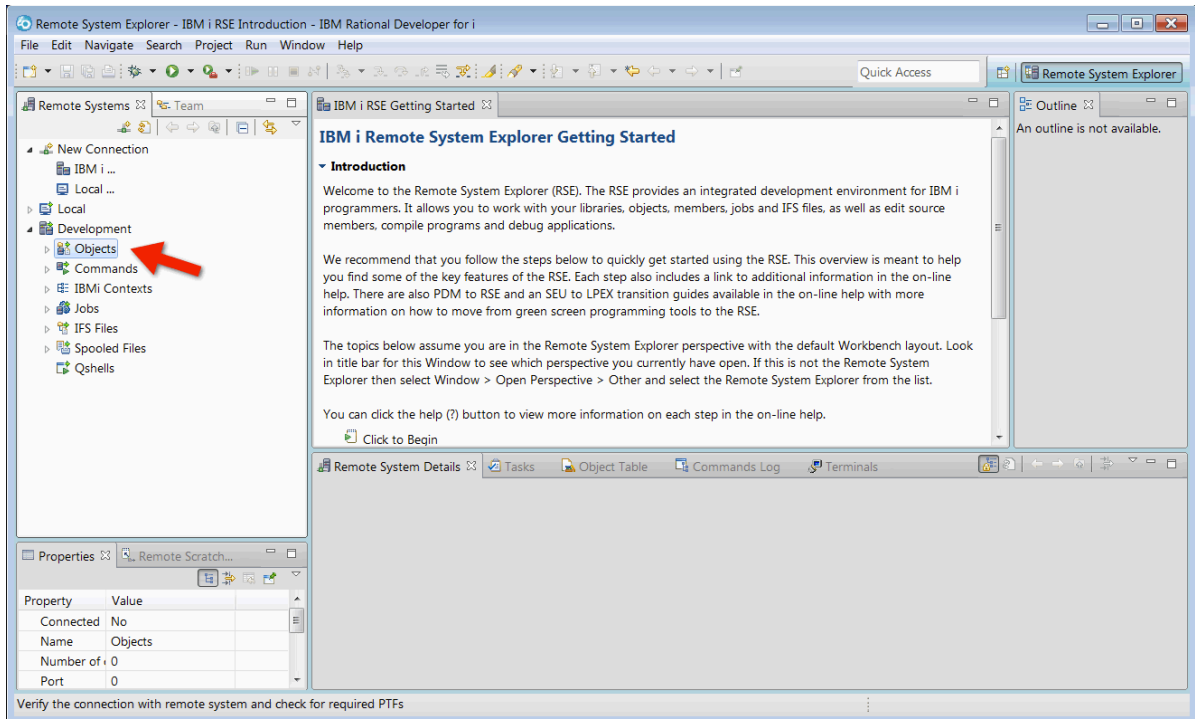 Remote System Explorer - IBM i RSE Introduction - IBM Rational Developer for i
File Edit Navigate Search Project Run Window Help
Quick Access
Remote System Explorer
Remote Systems
Team
New Connection
IBM i ...
Local ...
Local
Development
Objects
Commands
IBMi Contexts
Jobs
IFS Files
Spooled Files
Qshells
IBM i RSE Getting Started
IBM i Remote System Explorer Getting Started
Introduction
Welcome to the Remote System Explorer (RSE). The RSE provides an integrated development environment for IBM i
programmers. It allows you to work with your libraries, objects, members, jobs and IFS files, as well as edit source
members, compile programs and debug applications.
We recommend that you follow the steps below to quickly get started using the RSE. This overview is meant to help
you find some of the key features of the RSE. Each step also includes a link to additional information in the on-line
help. There are also PDM to RSE and an SEU to LPEX transition guides available in the on-line help with more
information on how to move from green screen programming tools to the RSE.
The topics below assume you are in the Remote System Explorer perspective with the default Workbench layout. Look
in title bar for this Window to see which perspective you currently have open. If this is not the Remote System
Explorer then select Window > Open Perspective > Other and select the Remote System Explorer from the list.
You can click the help (?) button to view more information on each step in the on-line help.
Click to Begin
Outline
An outline is not available.
Remote System Details
Tasks
Object Table
Commands Log
Terminals
Properties
Remote Scratch...
Property Value
Connected No
Name Objects
Number of 0
Port 0
Verify the connection with remote system and check for required PTFs